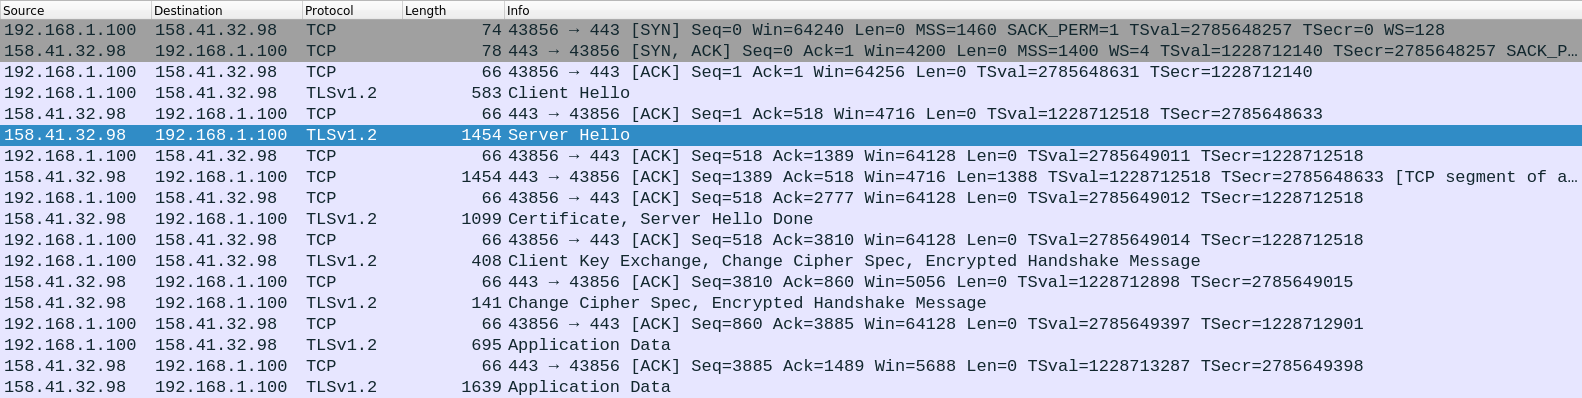 Source Destination Protocol Length Info
192.168.1.100 158.41.32.98 TCP 74 43856 → 443 [SYN] Seq=0 Win=64240 Len=0 MSS=1460 SACK_PERM=1 TSval=2785648257 TSecr=0 WS=128
158.41.32.98 192.168.1.100 TCP 78 443 → 43856 [SYN, ACK] Seq=0 Ack=1 Win=4200 Len=0 MSS=1400 WS=4 TSval=1228712140 TSecr=2785648257 SACK_P…
192.168.1.100 158.41.32.98 TCP 66 43856 → 443 [ACK] Seq=1 Ack=1 Win=64256 Len=0 TSval=2785648631 TSecr=1228712140
192.168.1.100 158.41.32.98 TLSv1.2 583 Client Hello
158.41.32.98 192.168.1.100 TCP 66 443 → 43856 [ACK] Seq=1 Ack=518 Win=4716 Len=0 TSval=1228712518 TSecr=2785648633
158.41.32.98 192.168.1.100 TLSv1.2 1454 Server Hello
192.168.1.100 158.41.32.98 TCP 66 43856 → 443 [ACK] Seq=518 Ack=1389 Win=64128 Len=0 TSval=2785649011 TSecr=1228712518
158.41.32.98 192.168.1.100 TCP 1454 443 → 43856 [ACK] Seq=1389 Ack=518 Win=4716 Len=1388 TSval=1228712518 TSecr=2785648633 [TCP segment of a…
192.168.1.100 158.41.32.98 TCP 66 43856 → 443 [ACK] Seq=518 Ack=2777 Win=64128 Len=0 TSval=2785649012 TSecr=1228712518
158.41.32.98 192.168.1.100 TLSv1.2 1099 Certificate, Server Hello Done
192.168.1.100 158.41.32.98 TCP 66 43856 → 443 [ACK] Seq=518 Ack=3810 Win=64128 Len=0 TSval=2785649014 TSecr=1228712518
192.168.1.100 158.41.32.98 TLSv1.2 408 Client Key Exchange, Change Cipher Spec, Encrypted Handshake Message
158.41.32.98 192.168.1.100 TCP 66 443 → 43856 [ACK] Seq=3810 Ack=860 Win=5056 Len=0 TSval=1228712898 TSecr=2785649015
158.41.32.98 192.168.1.100 TLSv1.2 141 Change Cipher Spec, Encrypted Handshake Message
192.168.1.100 158.41.32.98 TCP 66 43856 → 443 [ACK] Seq=860 Ack=3885 Win=64128 Len=0 TSval=2785649397 TSecr=1228712901
192.168.1.100 158.41.32.98 TLSv1.2 695 Application Data
158.41.32.98 192.168.1.100 TCP 66 443 → 43856 [ACK] Seq=3885 Ack=1489 Win=5688 Len=0 TSval=1228713287 TSecr=2785649398
158.41.32.98 192.168.1.100 TLSv1.2 1639 Application Data